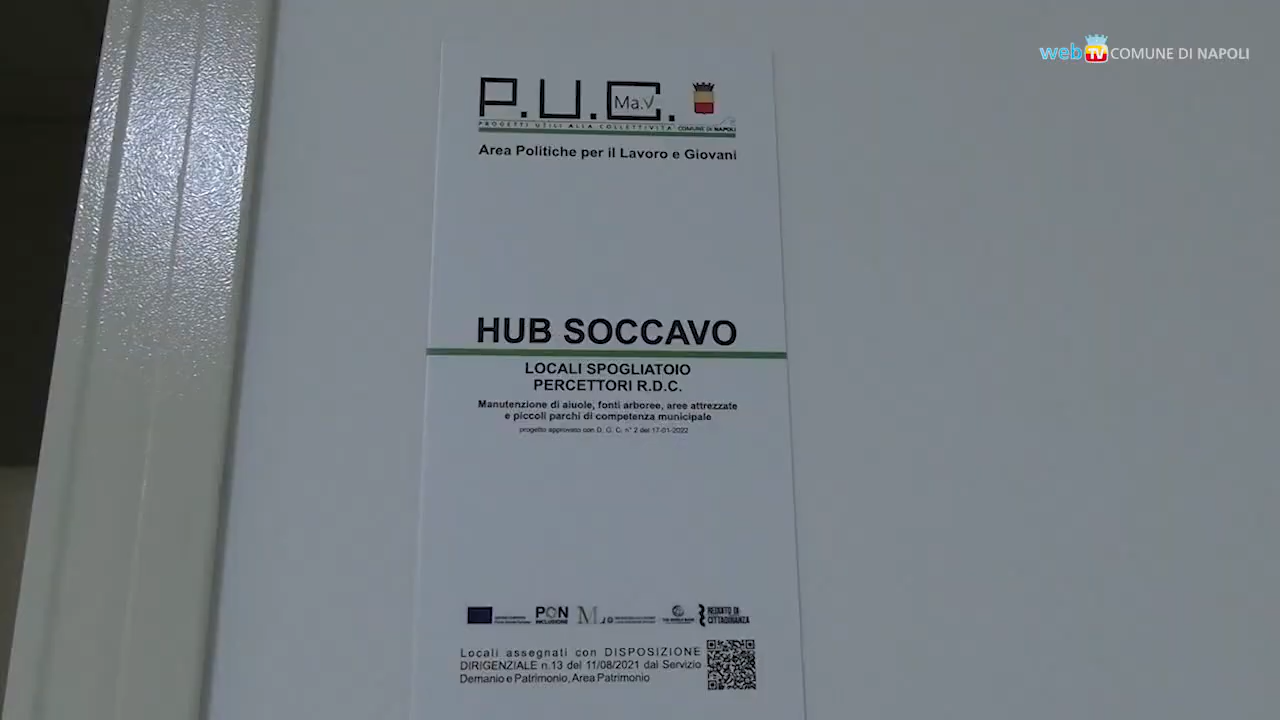 web TV COMUNE DI NAPOLI
P.U.C.
Ma.V
PROGETTI UTILI ALLA COLLETTIVITÀ COMUNE DI NAPOLI
Area Politiche per il Lavoro e Giovani
HUB SOCCAVO
LOCALI SPOGLIATOIO
PERCETTORI R.D.C.
Manutenzione di aiuole, fonti arboree, aree attrezzate
e piccoli parchi di competenza municipale
progetto approvato con D. G. C. n° 2 del 17-01-2022
PON
INCLUSIONE
THE WORLD BANK
REDDITO DI
CITTADINANZA
Locali assegnati con DISPOSIZIONE
DIRIGENZIALE n.13 del 11/08/2021 dal Servizio
Demanio e Patrimonio, Area Patrimonio